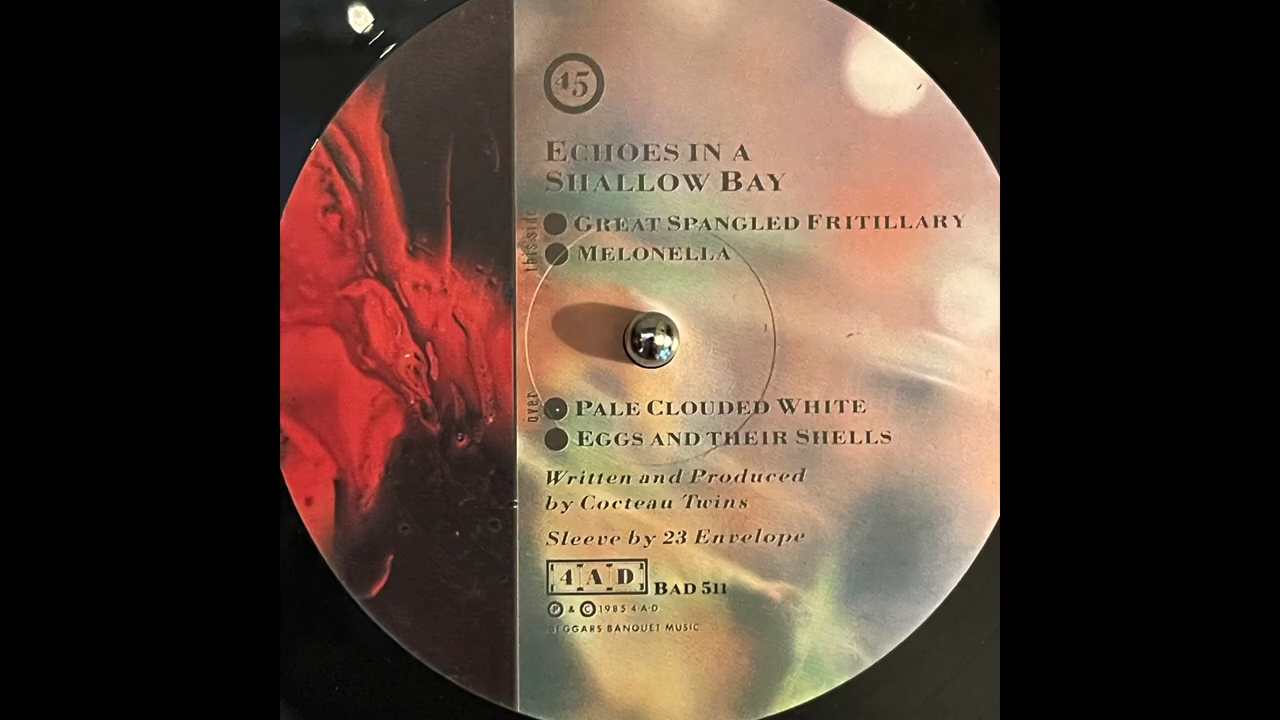 45
Echoes in a
Shallow Bay
this side
Great Spangled Fritillary
Melonella
over
Pale Clouded White
Eggs and their Shells
Written and Produced
by Cocteau Twins
Sleeve by 23 Envelope
4AD Bad 511
P & C 1985 4·A·D
Beggars Banquet Music